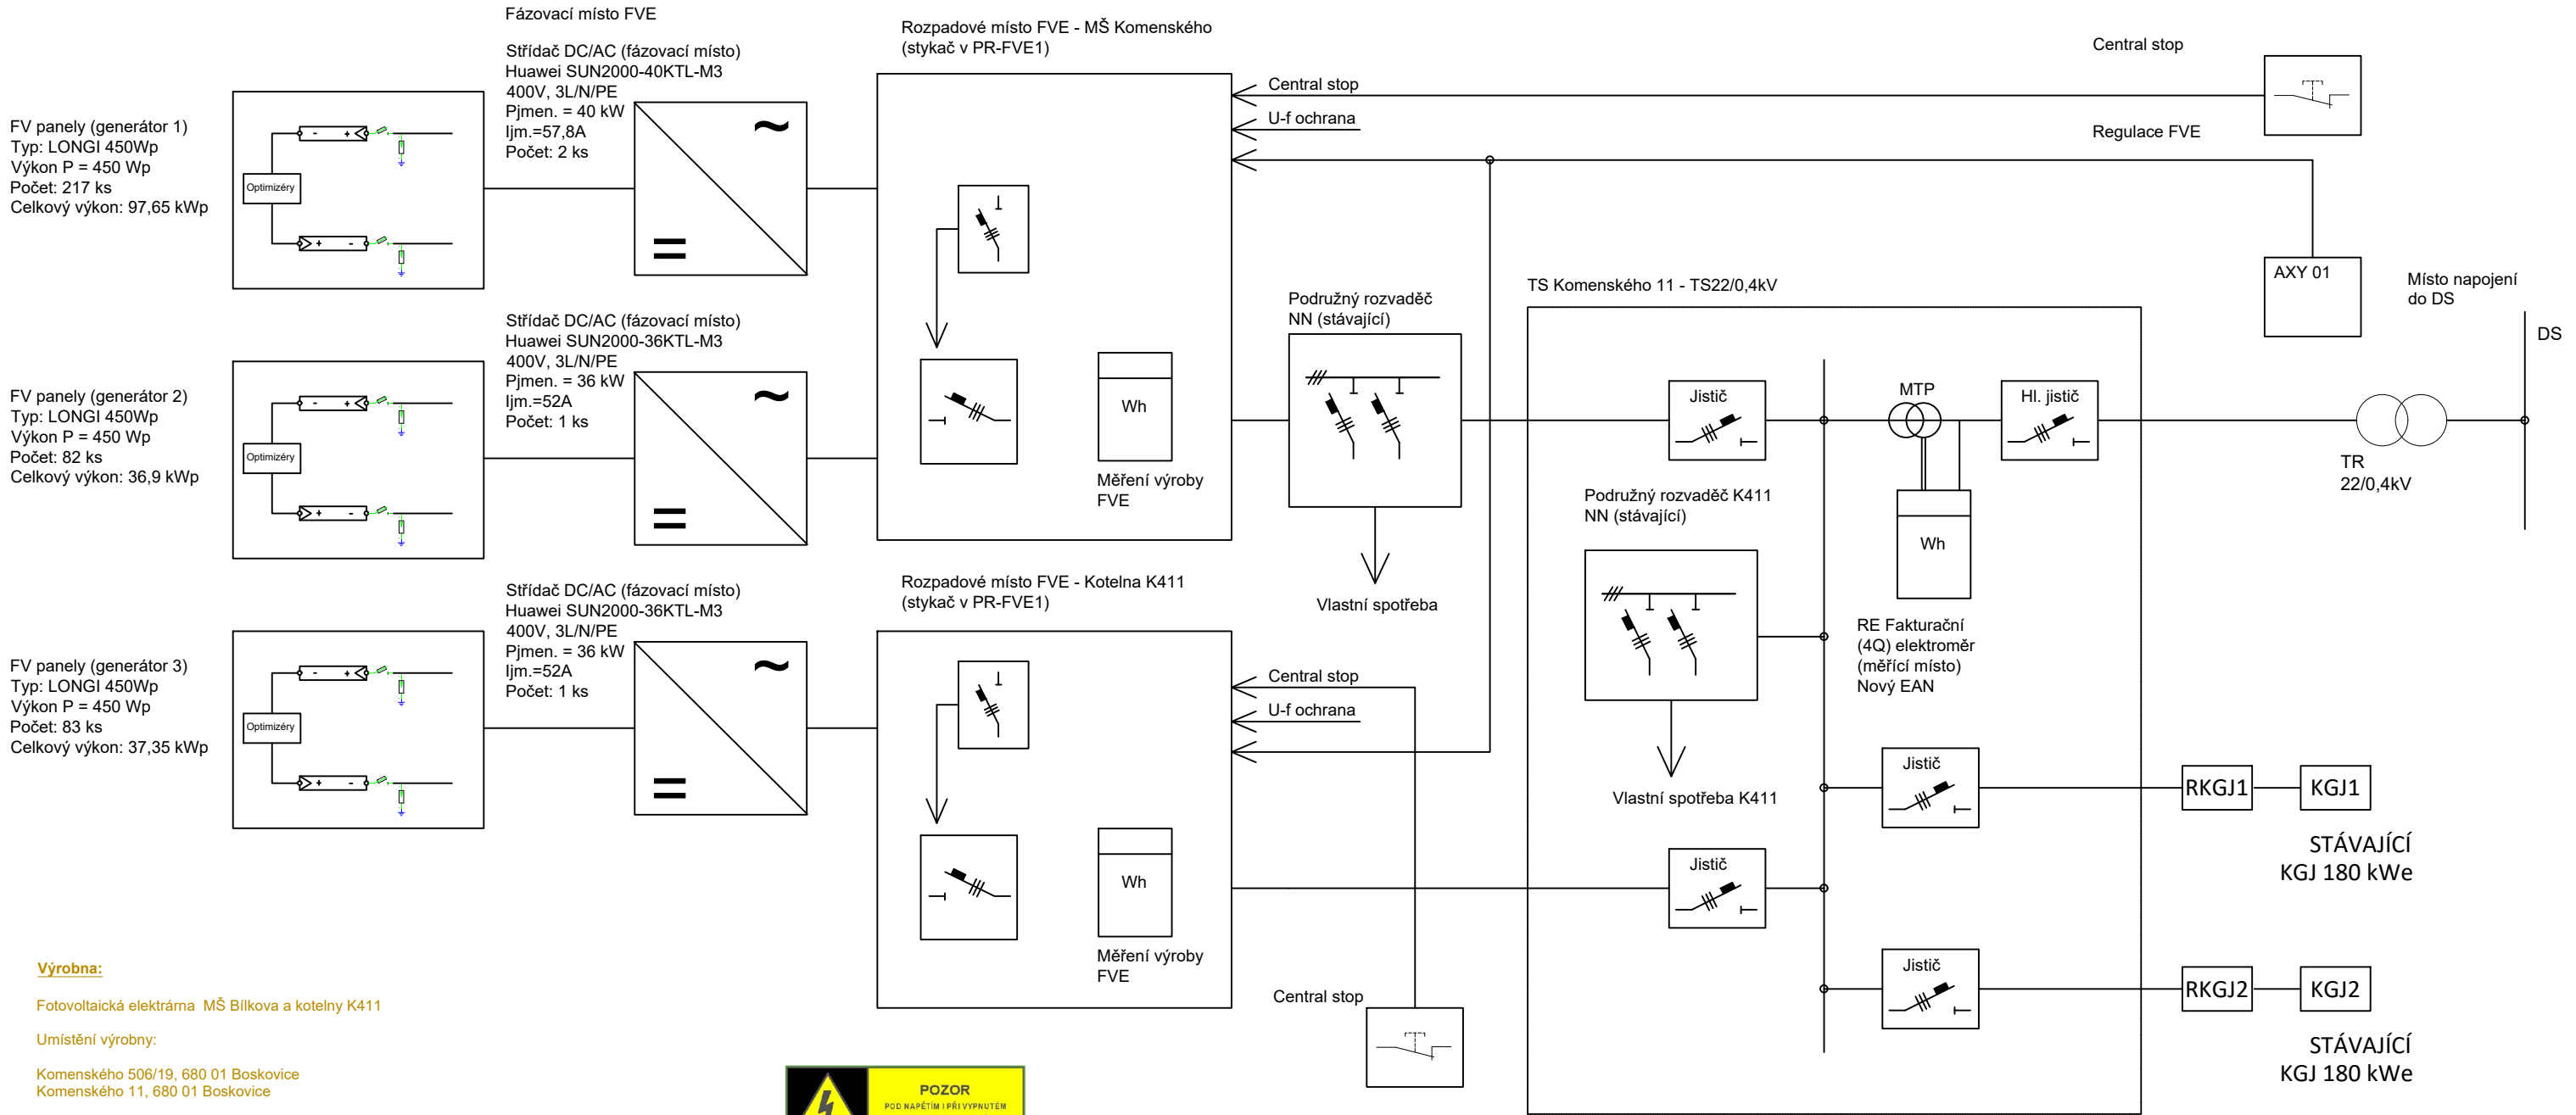 Fázovací místo FVE
Střídač DC/AC (fázovací místo)
Huawei SUN2000-40KTL-M3
400V, 3L/N/PE
Pjmen. = 40 kW
Ijm.=57,8A
Počet: 2 ks
FV panely (generátor 1)
Typ: LONGI 450Wp
Výkon P = 450 Wp
Počet: 217 ks
Celkový výkon: 97,65 kWp
- +
Optimizéry
+ -
~
=
Rozpadové místo FVE - MŠ Komenského
(stykač v PR-FVE1)
Central stop
U-f ochrana
Central stop
Regulace FVE
AXY 01
Místo napojení
do DS
DS
Střídač DC/AC (fázovací místo)
Huawei SUN2000-36KTL-M3
400V, 3L/N/PE
Pjmen. = 36 kW
Ijm.=52A
Počet: 1 ks
FV panely (generátor 2)
Typ: LONGI 450Wp
Výkon P = 450 Wp
Počet: 82 ks
Celkový výkon: 36,9 kWp
- +
Optimizéry
+ -
~
=
Wh
Měření výroby
FVE
Podružný rozvaděč
NN (stávající)
Vlastní spotřeba
TS Komenského 11 - TS22/0,4kV
Jistič
MTP
Hl. jistič
TR
22/0,4kV
Podružný rozvaděč K411
NN (stávající)
Vlastní spotřeba K411
Wh
RE Fakturační
(4Q) elektroměr
(měřící místo)
Nový EAN
Střídač DC/AC (fázovací místo)
Huawei SUN2000-36KTL-M3
400V, 3L/N/PE
Pjmen. = 36 kW
Ijm.=52A
Počet: 1 ks
FV panely (generátor 3)
Typ: LONGI 450Wp
Výkon P = 450 Wp
Počet: 83 ks
Celkový výkon: 37,35 kWp
- +
Optimizéry
+ -
~
=
Rozpadové místo FVE - Kotelna K411
(stykač v PR-FVE1)
Central stop
U-f ochrana
Wh
Měření výroby
FVE
Central stop
Jistič
Jistič
RKGJ1
KGJ1
STÁVAJÍCÍ
KGJ 180 kWe
Jistič
RKGJ2
KGJ2
STÁVAJÍCÍ
KGJ 180 kWe
Výrobna:
Fotovoltaická elektrárna MŠ Bílkova a kotelny K411
Umístění výrobny:
Komenského 506/19, 680 01 Boskovice
Komenského 11, 680 01 Boskovice
POZOR
POD NAPĚTÍM I PŘI VYPNUTÉM